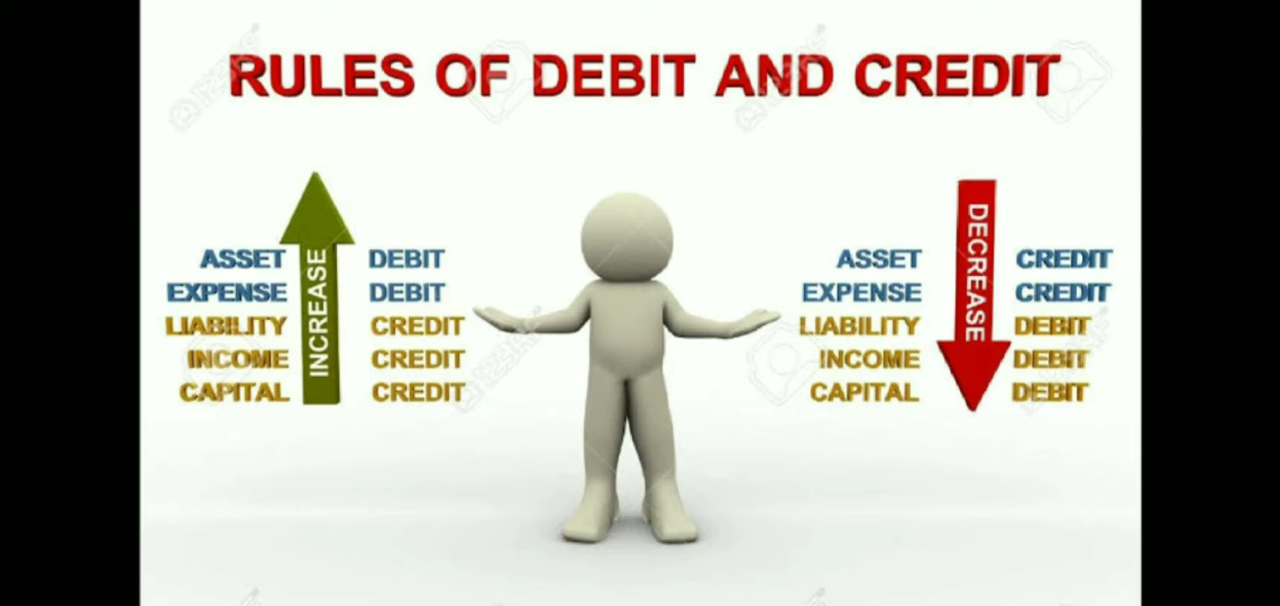 RULES OF DEBIT AND CREDIT
INCREASE
ASSET DEBIT
EXPENSE DEBIT
LIABILITY CREDIT
INCOME CREDIT
CAPITAL CREDIT
DECREASE
ASSET CREDIT
EXPENSE CREDIT
LIABILITY DEBIT
INCOME DEBIT
CAPITAL DEBIT